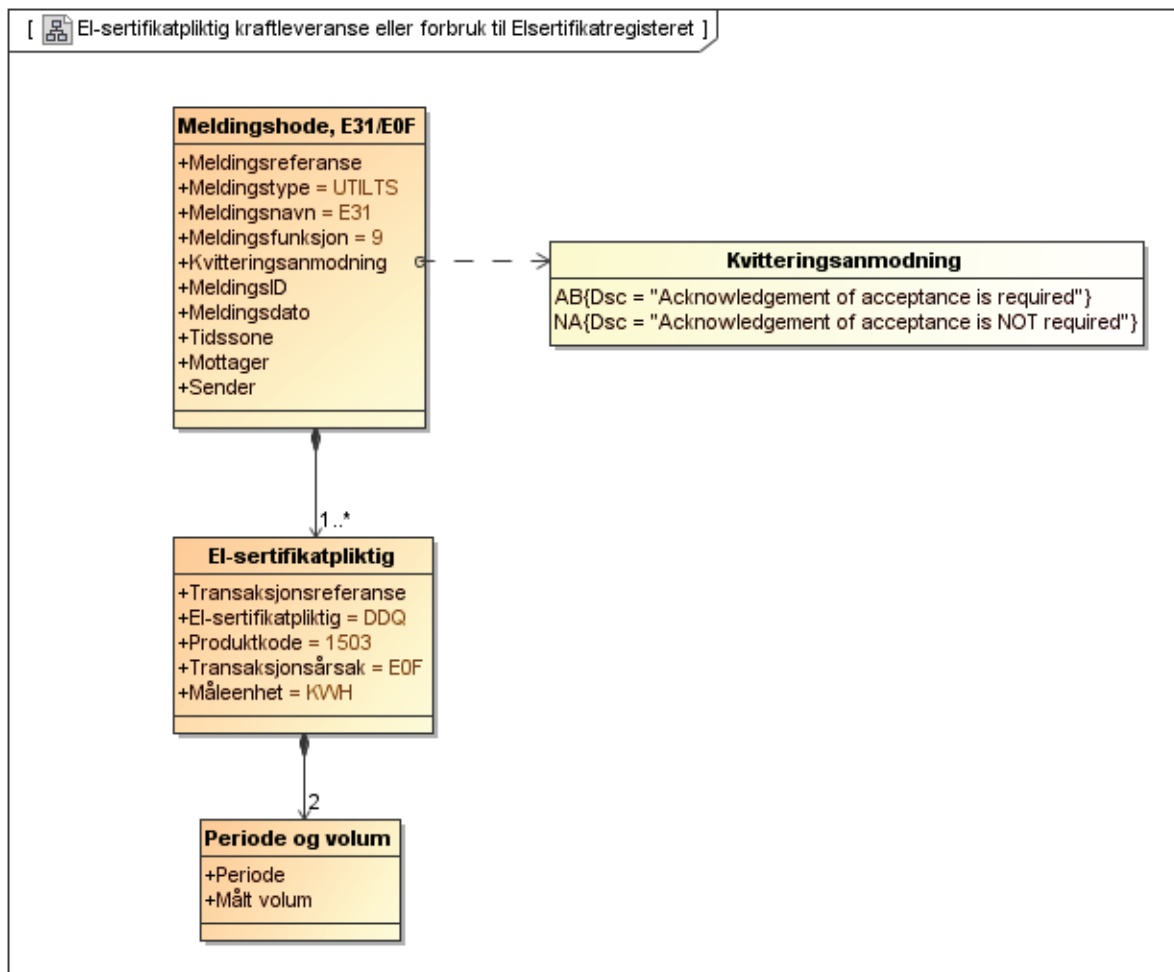 [ El-sertifikatpliktig kraftleveranse eller forbruk til Elsertifikatregisteret ]
Meldingshode, E31/E0F
+Meldingsreferanse
+Meldingstype = UTILTS
+Meldingsnavn = E31
+Meldingsfunksjon = 9
+Kvitteringsanmodning
+MeldingsID
+Meldingsdato
+Tidssone
+Mottager
+Sender
Kvitteringsanmodning
AB{Dsc = "Acknowledgement of acceptance is required"}
NA{Dsc = "Acknowledgement of acceptance is NOT required"}
1..*
El-sertifikatpliktig
+Transaksjonsreferanse
+El-sertifikatpliktig = DDQ
+Produktkode = 1503
+Transaksjonsårsak = E0F
+Måleenhet = KWH
2
Periode og volum
+Periode
+Målt volum